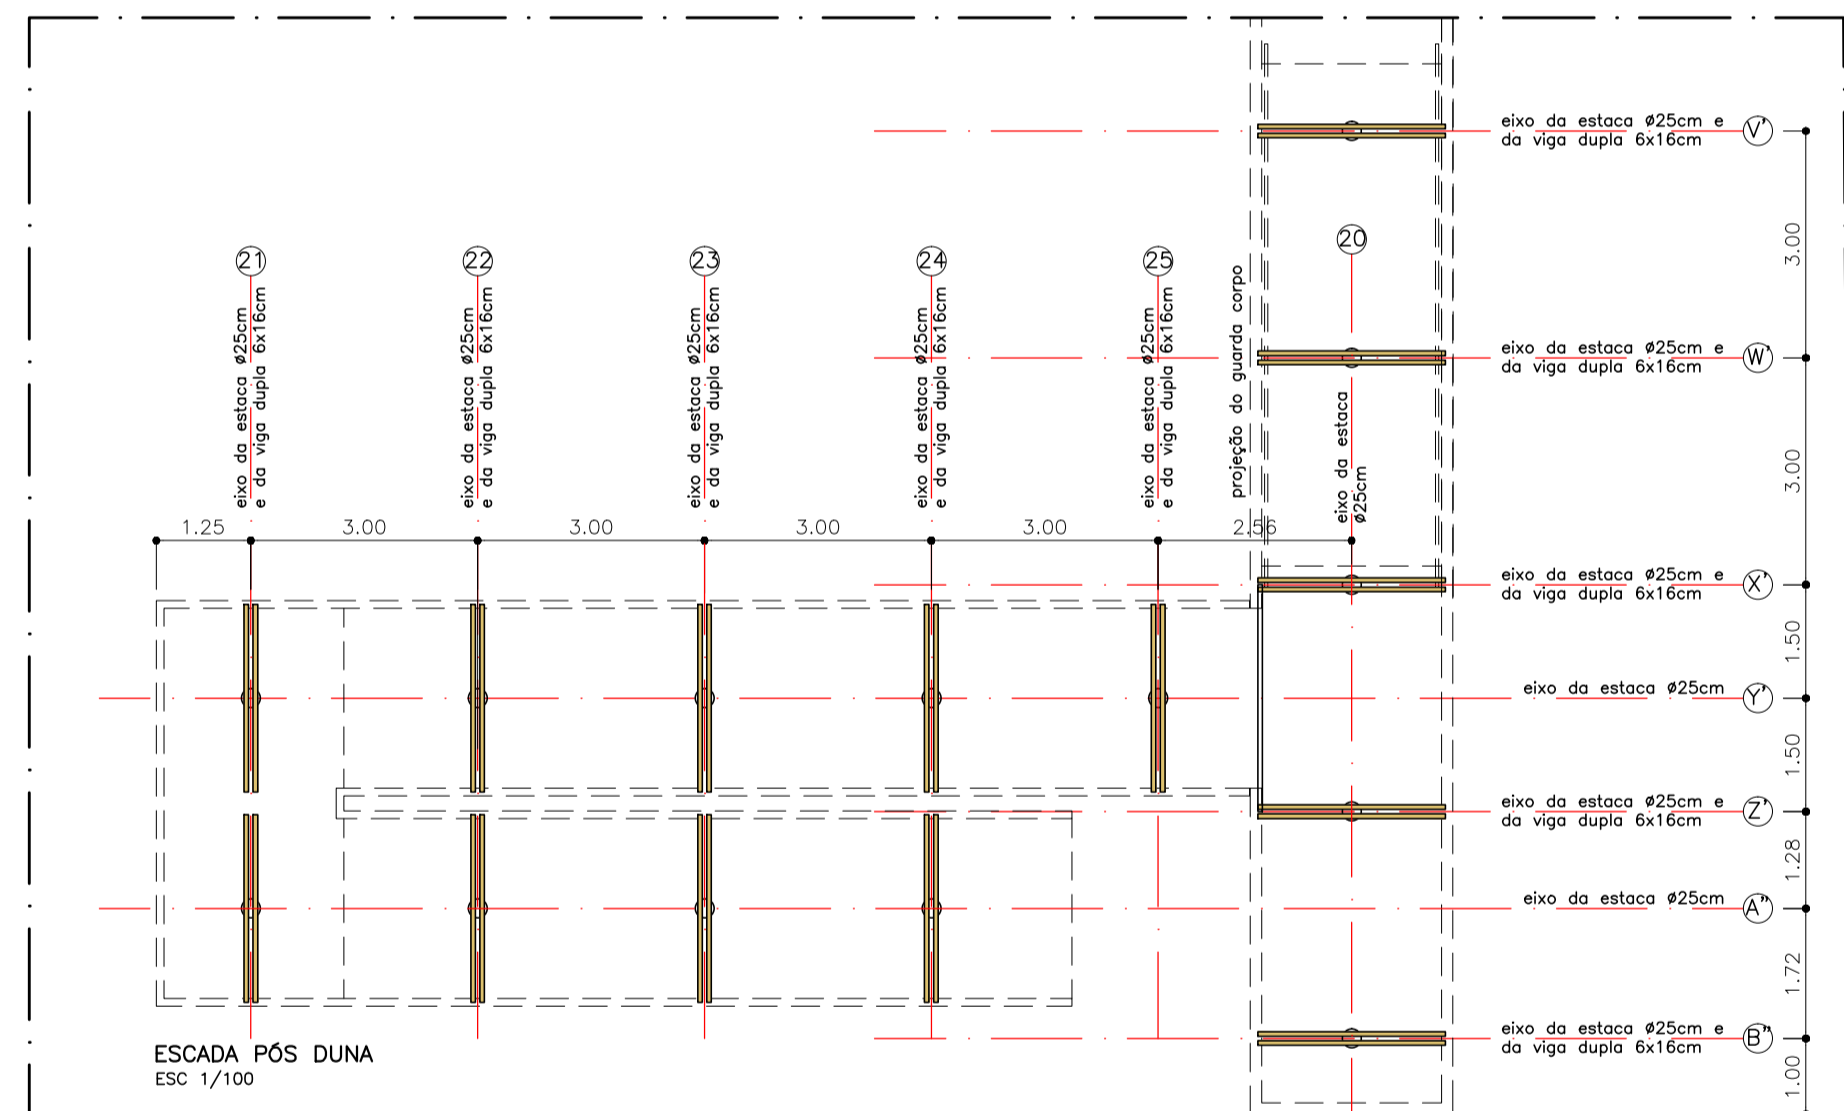 eixo da estaca ø25cm e
da viga dupla 6x16cm
V'
3.00
21
22
23
24
25
20
eixo da estaca ø25cm
e da viga dupla 6x16cm
eixo da estaca ø25cm
e da viga dupla 6x16cm
eixo da estaca ø25cm
e da viga dupla 6x16cm
eixo da estaca ø25cm
e da viga dupla 6x16cm
eixo da estaca ø25cm
e da viga dupla 6x16cm
projeção do guarda corpo
eixo da estaca
ø25cm
eixo da estaca ø25cm e
da viga dupla 6x16cm
W'
3.00
1.25
3.00
3.00
3.00
3.00
2.56
eixo da estaca ø25cm e
da viga dupla 6x16cm
X'
1.50
eixo da estaca ø25cm
Y'
1.50
eixo da estaca ø25cm e
da viga dupla 6x16cm
Z'
1.28
eixo da estaca ø25cm
A"
1.72
eixo da estaca ø25cm e
da viga dupla 6x16cm
B"
1.00
ESCADA PÓS DUNA
ESC 1/100